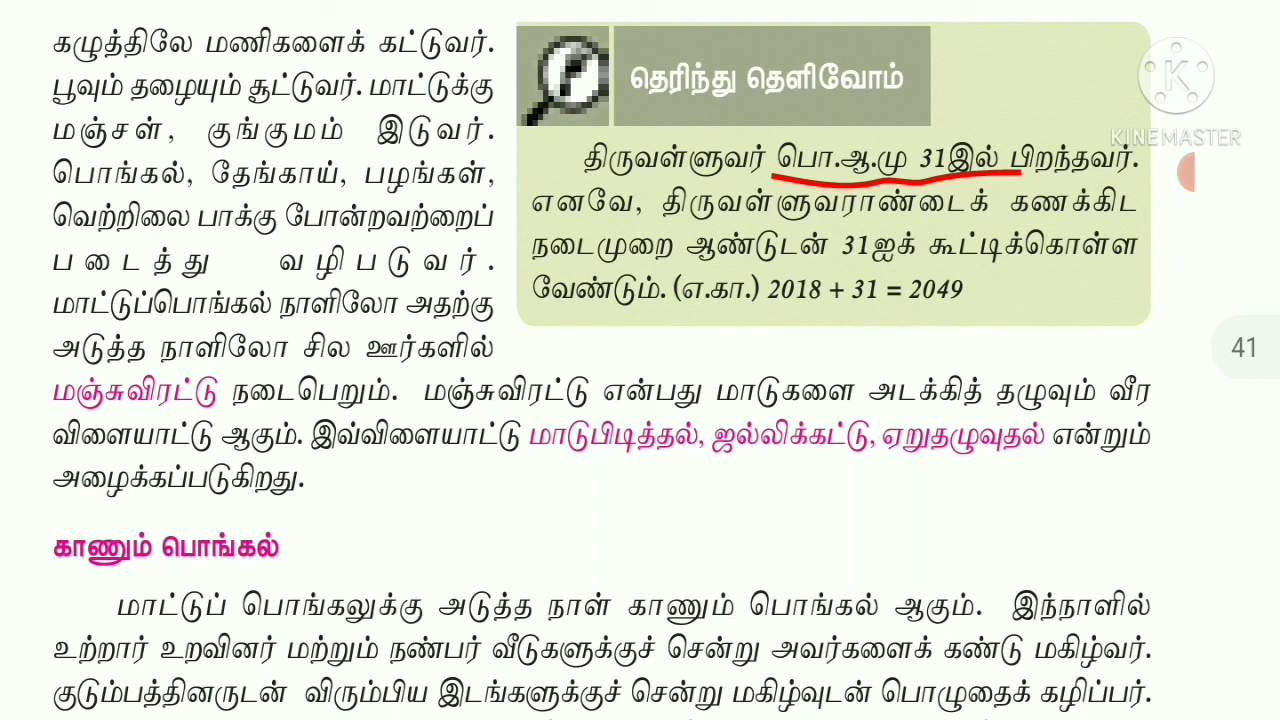 கழுத்திலே மணிகளைக் கட்டுவர்.
பூவும் தழையும் சூட்டுவர். மாட்டுக்கு
மஞ்சள், குங்குமம் இடுவர்.
பொங்கல், தேங்காய், பழங்கள்,
வெற்றிலை பாக்கு போன்றவற்றைப்
படைத்து வழிபடுவர்.
மாட்டுப்பொங்கல் நாளிலோ அதற்கு
அடுத்த நாளிலோ சில ஊர்களில்
தெரிந்து தெளிவோம்
திருவள்ளுவர் பொ.ஆ.மு 31இல் பிறந்தவர்.
எனவே, திருவள்ளுவராண்டைக் கணக்கிட
நடைமுறை ஆண்டுடன் 31ஐக் கூட்டிக்கொள்ள
வேண்டும். (எ.கா.) 2018 + 31 = 2049
KINEMASTER
41
மஞ்சுவிரட்டு நடைபெறும். மஞ்சுவிரட்டு என்பது மாடுகளை அடக்கித் தழுவும் வீர
விளையாட்டு ஆகும். இவ்விளையாட்டு மாடுபிடித்தல், ஜல்லிக்கட்டு, ஏறுதழுவுதல் என்றும்
அழைக்கப்படுகிறது.
காணும் பொங்கல்
மாட்டுப் பொங்கலுக்கு அடுத்த நாள் காணும் பொங்கல் ஆகும். இந்நாளில்
உற்றார் உறவினர் மற்றும் நண்பர் வீடுகளுக்குச் சென்று அவர்களைக் கண்டு மகிழ்வர்.
குடும்பத்தினருடன் விரும்பிய இடங்களுக்குச் சென்று மகிழ்வுடன் பொழுதைக் கழிப்பர்.